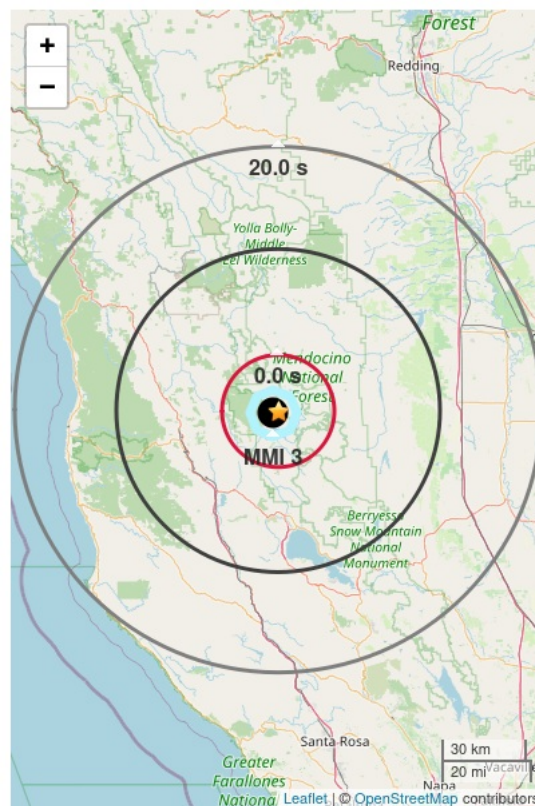 +
Forest
Redding
−
20.0 s
Yolla Bolly-
Middle
Eel Wilderness
Mendocino
National
Forest
0.0 s
MMI 3
Berryessa
Snow Mountain
National
Monument
Santa Rosa
30 km
20 mi
Greater
Farallones
Nationa
Napa
Vacaville
Leaflet | © OpenStreetMap contributors